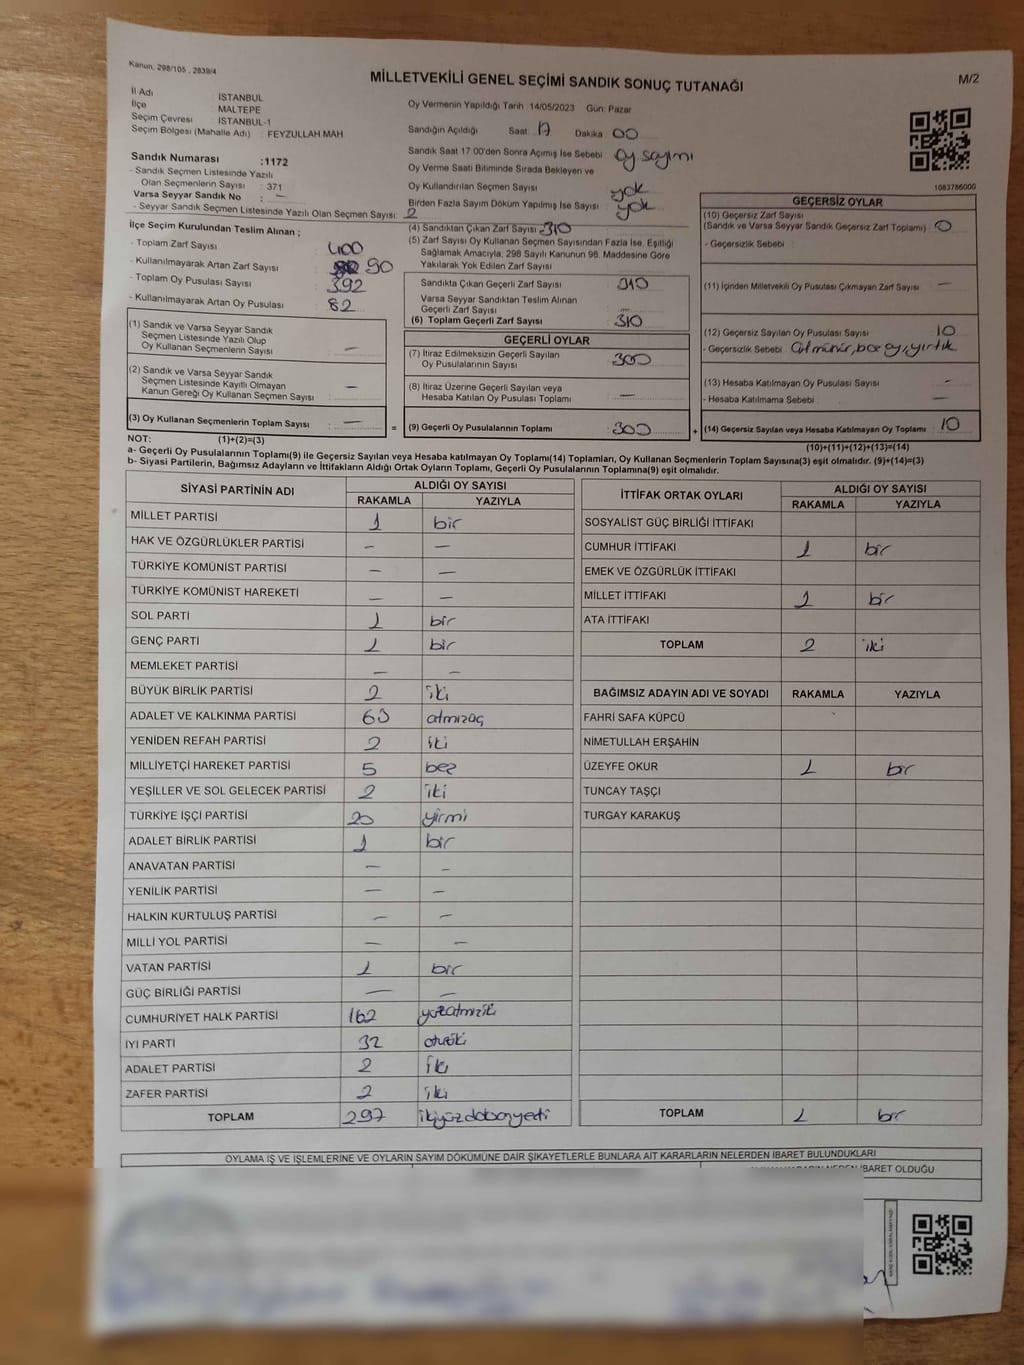 Kanun: 298/105 , 2839/4
MİLLETVEKİLİ GENEL SEÇİMİ SANDIK SONUÇ TUTANAĞI
M/2
İl Adı : İSTANBUL
İlçe : MALTEPE
Seçim Çevresi : İSTANBUL-1
Seçim Bölgesi (Mahalle Adı) : FEYZULLAH MAH
Sandık Numarası :1172
- Sandık Seçmen Listesinde Yazılı
Olan Seçmenlerin Sayısı : 371
Varsa Seyyar Sandık No : —
- Seyyar Sandık Seçmen Listesinde Yazılı Olan Seçmen Sayısı : 2
Oy Vermenin Yapıldığı Tarih : 14/05/2023 Gün: Pazar
Sandığın Açıldığı Saat: 17 Dakika 00
Sandık Saat 17:00'den Sonra Açılmış İse Sebebi : oy sayımı
Oy Verme Saati Bitiminde Sırada Bekleyen ve
Oy Kullandırılan Seçmen Sayısı : yok
Birden Fazla Sayım Döküm Yapılmış İse Sayısı : yok
1083786000
İlçe Seçim Kurulundan Teslim Alınan ;
- Toplam Zarf Sayısı : 400
- Kullanılmayarak Artan Zarf Sayısı : 90
- Toplam Oy Pusulası Sayısı : 392
- Kullanılmayarak Artan Oy Pusulası : 82
(1) Sandık ve Varsa Seyyar Sandık
Seçmen Listesinde Yazılı Olup
Oy Kullanan Seçmenlerin Sayısı : —
(2) Sandık ve Varsa Seyyar Sandık
Seçmen Listesinde Kayıtlı Olmayan
Kanun Gereği Oy Kullanan Seçmen Sayısı : —
(3) Oy Kullanan Seçmenlerin Toplam Sayısı : —
=
(4) Sandıktan Çıkan Zarf Sayısı : 310
(5) Zarf Sayısı Oy Kullanan Seçmen Sayısından Fazla İse, Eşitliği
Sağlamak Amacıyla, 298 Sayılı Kanunun 98. Maddesine Göre
Yakılarak Yok Edilen Zarf Sayısı :
Sandıkta Çıkan Geçerli Zarf Sayısı : 310
Varsa Seyyar Sandıktan Teslim Alınan
Geçerli Zarf Sayısı :
(6) Toplam Geçerli Zarf Sayısı : 310
GEÇERLİ OYLAR
(7) İtiraz Edilmeksizin Geçerli Sayılan
Oy Pusulalarının Sayısı : 300
(8) İtiraz Üzerine Geçerli Sayılan veya
Hesaba Katılan Oy Pusulası Toplamı : —
(9) Geçerli Oy Pusulalarının Toplamı : 300
+
GEÇERSİZ OYLAR
(10) Geçersiz Zarf Sayısı
(Sandık ve Varsa Seyyar Sandık Geçersiz Zarf Toplamı) : 0
- Geçersizlik Sebebi :
(11) İçinden Milletvekili Oy Pusulası Çıkmayan Zarf Sayısı : —
(12) Geçersiz Sayılan Oy Pusulası Sayısı : 10
- Geçersizlik Sebebi : boş oy, yırtık
(13) Hesaba Katılmayan Oy Pusulası Sayısı : -
- Hesaba Katılmama Sebebi : —
(14) Geçersiz Sayılan veya Hesaba Katılmayan Oy Toplamı : 10
NOT: (1)+(2)=(3) (10)+(11)+(12)+(13)=(14)
a- Geçerli Oy Pusulalarının Toplamı(9) ile Geçersiz Sayılan veya Hesaba katılmayan Oy Toplamı(14) Toplamları, Oy Kullanan Seçmenlerin Toplam Sayısına(3) eşit olmalıdır. (9)+(14)=(3)
b- Siyasi Partilerin, Bağımsız Adayların ve İttifakların Aldığı Ortak Oyların Toplamı, Geçerli Oy Pusulalarının Toplamına(9) eşit olmalıdır.
SİYASİ PARTİNİN ADI ALDIĞI OY SAYISI
RAKAMLA YAZIYLA
MİLLET PARTİSİ 1 bir
HAK VE ÖZGÜRLÜKLER PARTİSİ — —
TÜRKİYE KOMÜNİST PARTİSİ — —
TÜRKİYE KOMÜNİST HAREKETİ — —
SOL PARTİ 1 bir
GENÇ PARTİ 1 bir
MEMLEKET PARTİSİ — —
BÜYÜK BİRLİK PARTİSİ 2 iki
ADALET VE KALKINMA PARTİSİ 63 atmışüç
YENİDEN REFAH PARTİSİ 2 iki
MİLLİYETÇİ HAREKET PARTİSİ 5 beş
YEŞİLLER VE SOL GELECEK PARTİSİ 2 iki
TÜRKİYE İŞÇİ PARTİSİ 20 yirmi
ADALET BİRLİK PARTİSİ 1 bir
ANAVATAN PARTİSİ — —
YENİLİK PARTİSİ — —
HALKIN KURTULUŞ PARTİSİ — —
MİLLİ YOL PARTİSİ — —
VATAN PARTİSİ 1 bir
GÜÇ BİRLİĞİ PARTİSİ — —
CUMHURİYET HALK PARTİSİ 162 yüzatmışiki
İYİ PARTİ 32 otuziki
ADALET PARTİSİ 2 iki
ZAFER PARTİSİ 2 iki
TOPLAM 297 ikiyüzdoksanyedi
İTTİFAK ORTAK OYLARI ALDIĞI OY SAYISI
RAKAMLA YAZIYLA
SOSYALİST GÜÇ BİRLİĞİ İTTİFAKI
CUMHUR İTTİFAKI 1 bir
EMEK VE ÖZGÜRLÜK İTTİFAKI
MİLLET İTTİFAKI 1 bir
ATA İTTİFAKI
TOPLAM 2 iki
BAĞIMSIZ ADAYIN ADI VE SOYADI RAKAMLA YAZIYLA
FAHRİ SAFA KÜPCÜ
NİMETULLAH ERŞAHİN
ÜZEYFE OKUR 1 bir
TUNCAY TAŞÇI
TURGAY KARAKUŞ
TOPLAM 1 bir
OYLAMA İŞ VE İŞLEMLERİNE VE OYLARIN SAYIM DÖKÜMÜNE DAİR ŞİKAYETLERLE BUNLARA AİT KARARLARIN NELERDEN İBARET BULUNDUKLARI
İBARET OLDUĞU